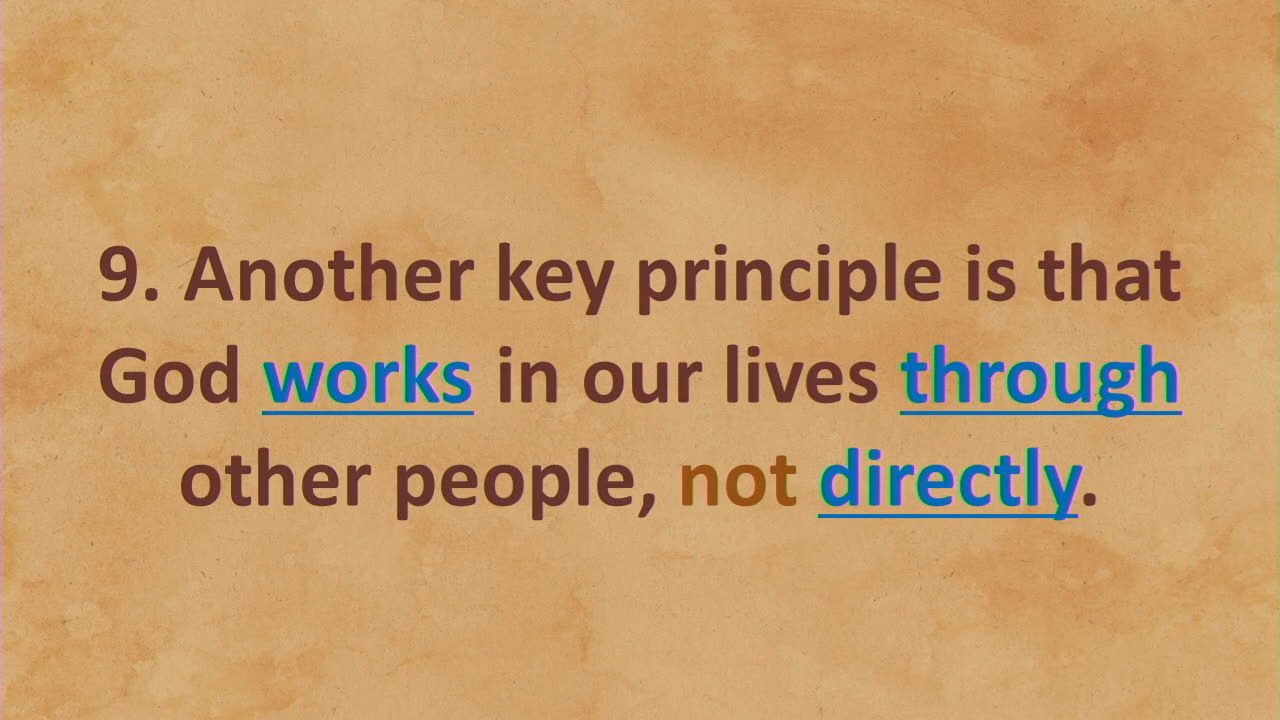 9. Another key principle is that
God works in our lives through
other people, not directly.